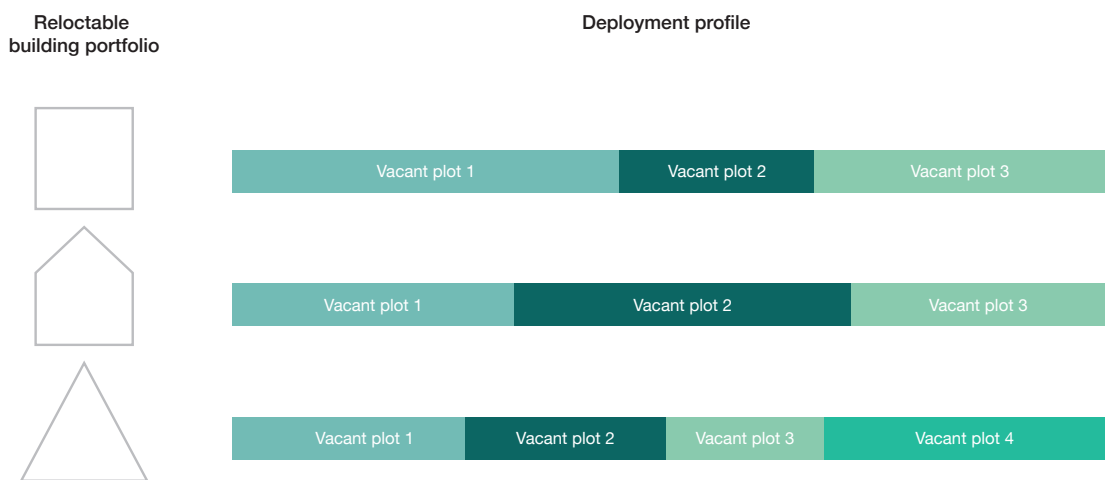 Reloctable
building portfolio
Deployment profile
Vacant plot 1
Vacant plot 2
Vacant plot 3
Vacant plot 1
Vacant plot 2
Vacant plot 3
Vacant plot 1
Vacant plot 2
Vacant plot 3
Vacant plot 4